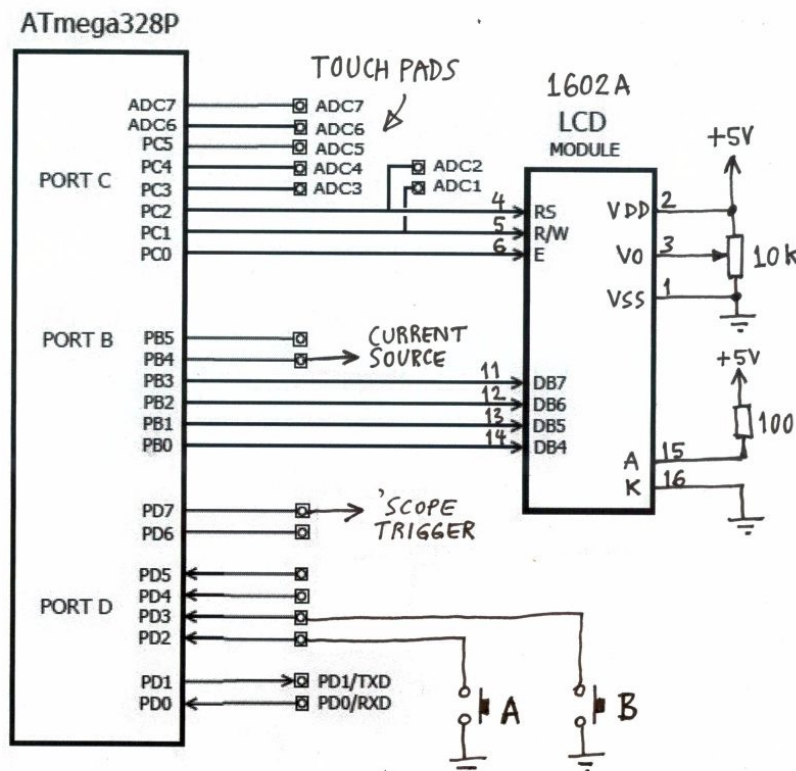 ATmega328P
TOUCH PADS
1602A
LCD
MODULE
+5V
ADC7
ADC6
PC5
PC4
PC3
PC2
PC1
PC0
PORT C
ADC7
ADC6
ADC5
ADC4
ADC3
ADC2
ADC1
4
5
6
RS
R/W
E
VDD
2
VO
3
10K
VSS
1
PORT B
PB5
PB4
PB3
PB2
PB1
PB0
CURRENT
SOURCE
11
12
13
14
DB7
DB6
DB5
DB4
+5V
100
A
15
K
16
PD7
PD6
'SCOPE
TRIGGER
PORT D
PD5
PD4
PD3
PD2
PD1
PD0
PD1/TXD
PD0/RXD
A
B